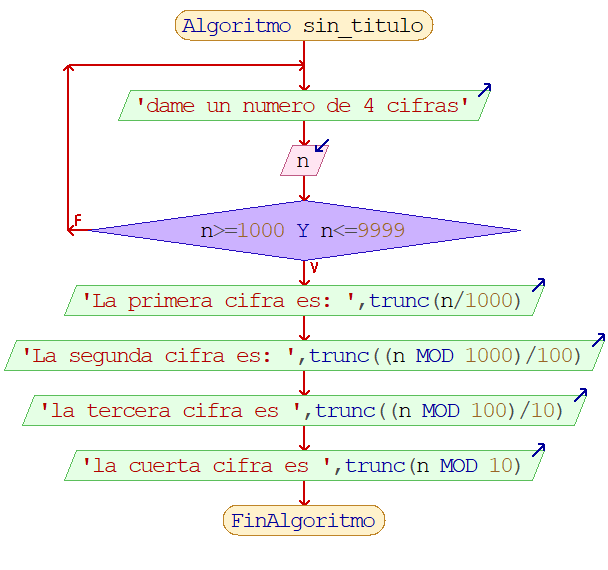 Algoritmo sin_titulo
'dame un numero de 4 cifras'
n
F
n>=1000 Y n<=9999
V
'La primera cifra es: ',trunc(n/1000)
'La segunda cifra es: ',trunc((n MOD 1000)/100)
'la tercera cifra es ',trunc((n MOD 100)/10)
'la cuerta cifra es ',trunc(n MOD 10)
FinAlgoritmo